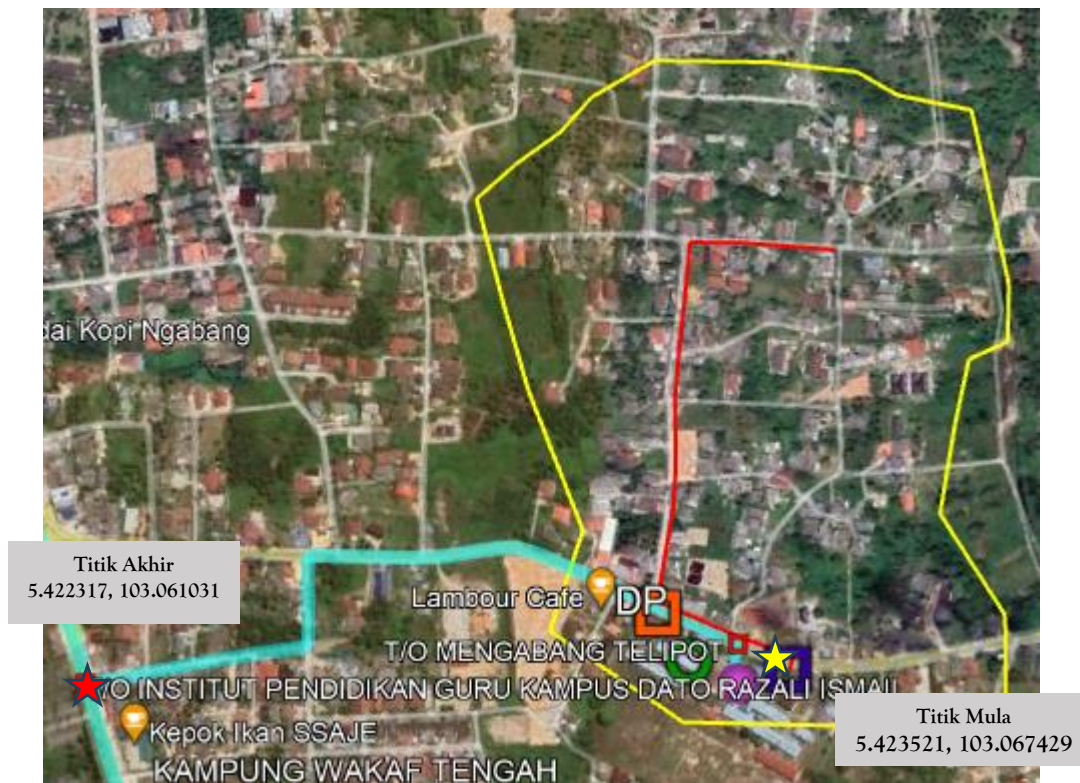 dai Kopi Ngabang
Titik Akhir
5.422317, 103.061031
Lambour Cafe
DP
T/O MENGABANG TELIPOT
T/O INSTITUT PENDIDIKAN GURU KAMPUS DATO RAZALI ISMAIL
Titik Mula
5.423521, 103.067429
Kepok Ikan SSAJE
KAMPUNG WAKAF TENGAH